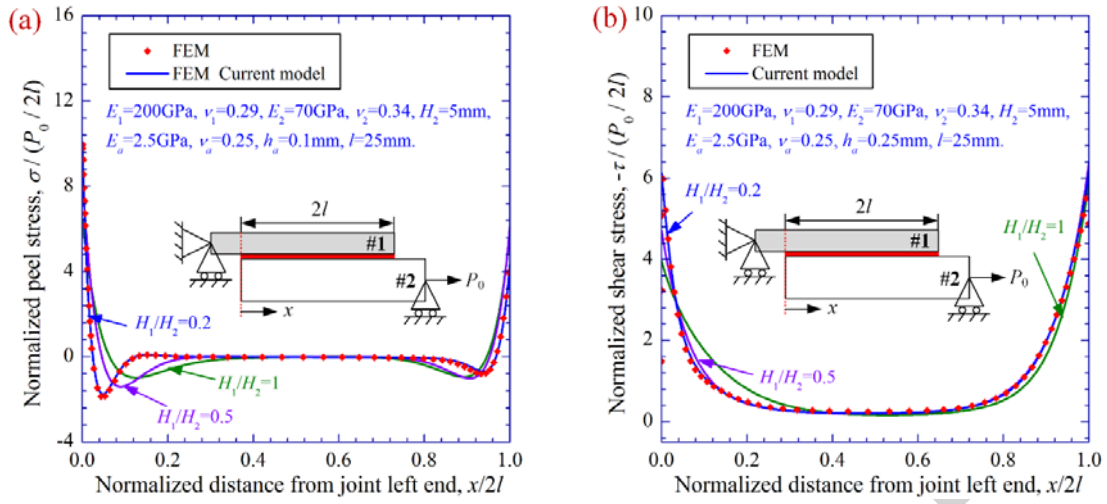 (a)
16
12
8
4
0
-4
0.0
0.2
0.4
0.6
0.8
1.0
Normalized peel stress, σ / (P₀ / 2l)
Normalized distance from joint left end, x/2l
FEM
FEM Current model
E₁=200GPa, ν₁=0.29, E₂=70GPa, ν₂=0.34, H₂=5mm,
Eₐ=2.5GPa, νₐ=0.25, hₐ=0.1mm, l=25mm.
2l
#1
#2
P₀
x
H₁/H₂=0.2
H₁/H₂=1
H₁/H₂=0.5
(b)
10
8
6
4
2
0
0.0
0.2
0.4
0.6
0.8
1.0
Normalized shear stress, -τ / (P₀ / 2l)
Normalized distance from joint left end, x/2l
FEM
Current model
E₁=200GPa, ν₁=0.29, E₂=70GPa, ν₂=0.34, H₂=5mm,
Eₐ=2.5GPa, νₐ=0.25, hₐ=0.25mm, l=25mm.
H₁/H₂=0.2
2l
#1
H₁/H₂=1
#2
P₀
x
H₁/H₂=0.5